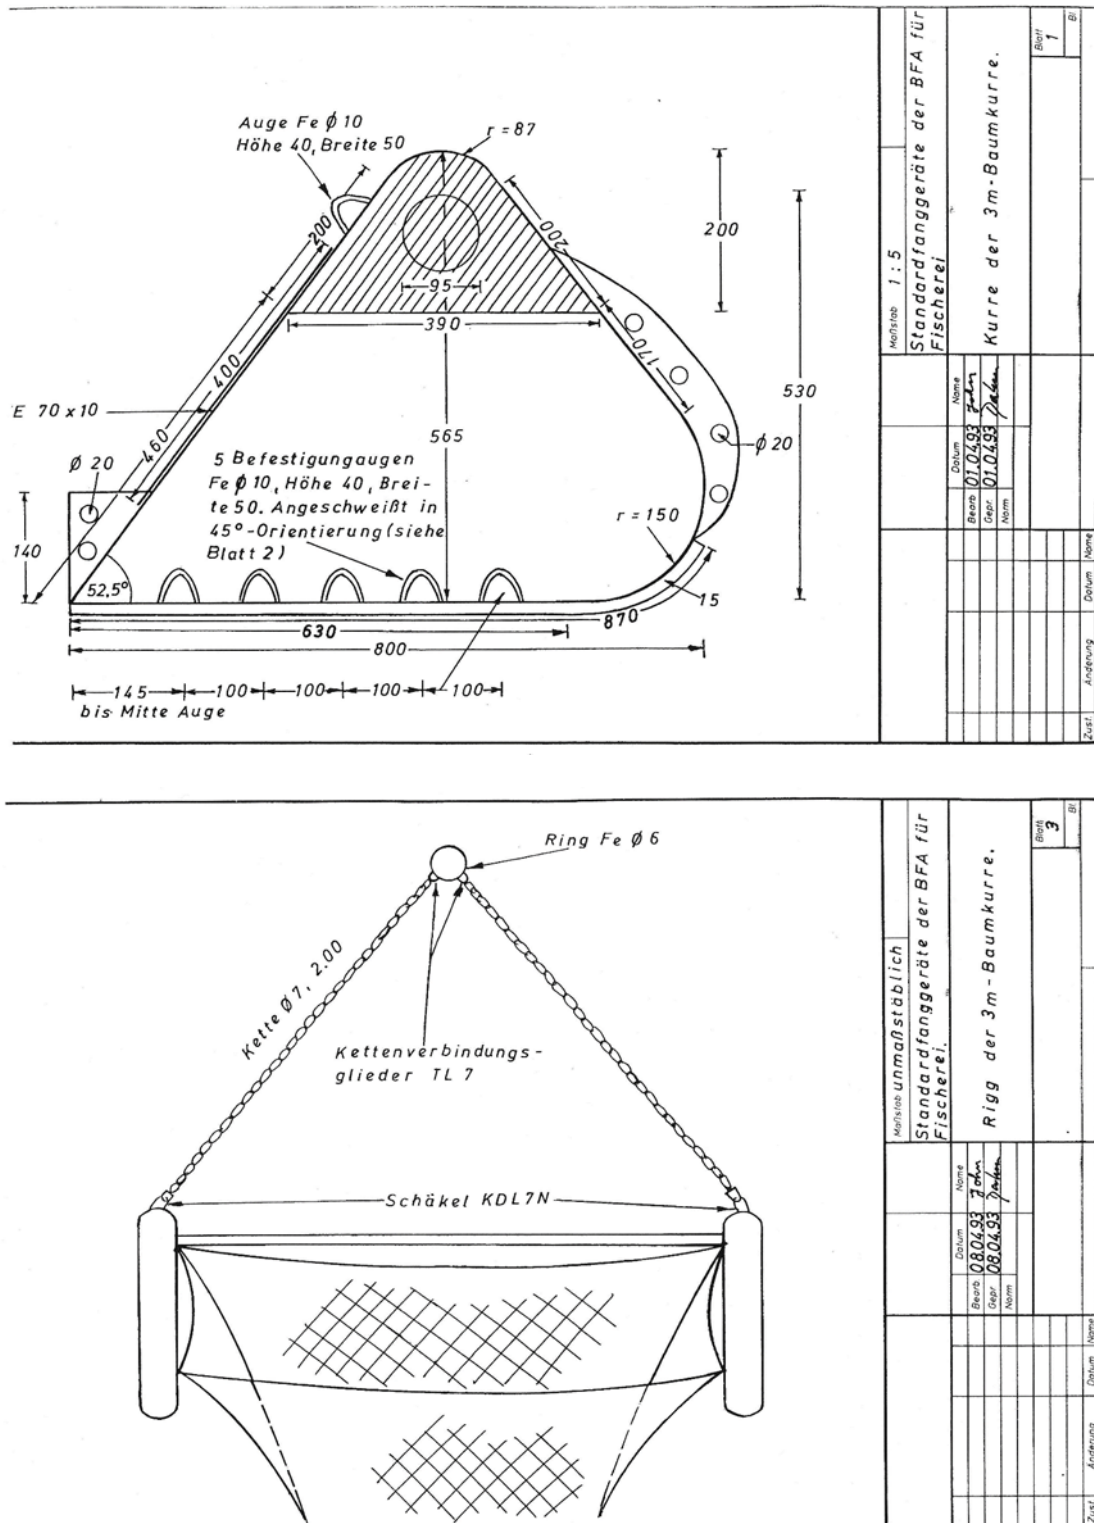 Auge Fe ϕ 10
Höhe 40, Breite 50
r = 87
200
200
95
390
200
530
400
170
E 70 x 10
460
565
Ø 20
5 Befestigungaugen
Fe ϕ 10, Höhe 40, Brei-
te 50. Angeschweißt in
45°-Orientierung (siehe
Blatt 2)
ϕ 20
140
r = 150
52,5°
15
630
870
800
145
100
100
100
100
bis Mitte Auge
Maßstab 1 : 5
Standardfanggeräte der BFA für
Fischerei
Kurre der 3m-Baumkurre.
Blatt
1
Bl
Datum
Name
Bearb
01.04.93
John
Gepr.
01.04.93
Dahm
Norm
Zust.
Änderung
Datum
Name
Ring Fe Ø 6
Kette Ø 7, 2.00
Kettenverbindungs-
glieder TL 7
Schäkel KDL7N
Maßstab unmaßstäblich
Standardfanggeräte der BFA für
Fischerei.
Rigg der 3m-Baumkurre.
Blatt
3
Bl
Datum
Name
Bearb
08.04.93
John
Gepr
08.04.93
Dahm
Norm
Zust
Änderung
Datum
Name